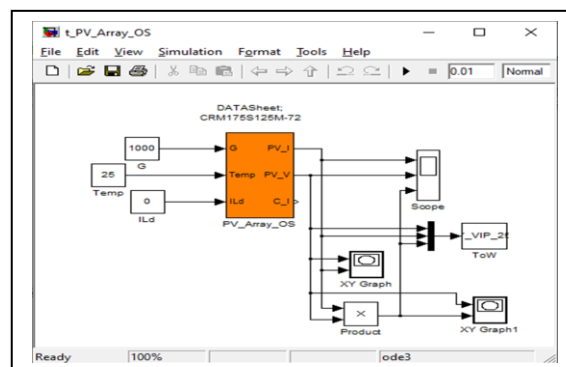 t_PV_Array_OS
File Edit View Simulation Format Tools Help
0.01 Normal
DATASheet;
CRM175S125M-72
1000
G
25
Temp
0
ILd
G PV_I
Temp PV_V
ILd C_I
PV_Array_OS
Scope
_VIP_25
ToW
XY Graph
×
Product
XY Graph1
Ready 100% ode3